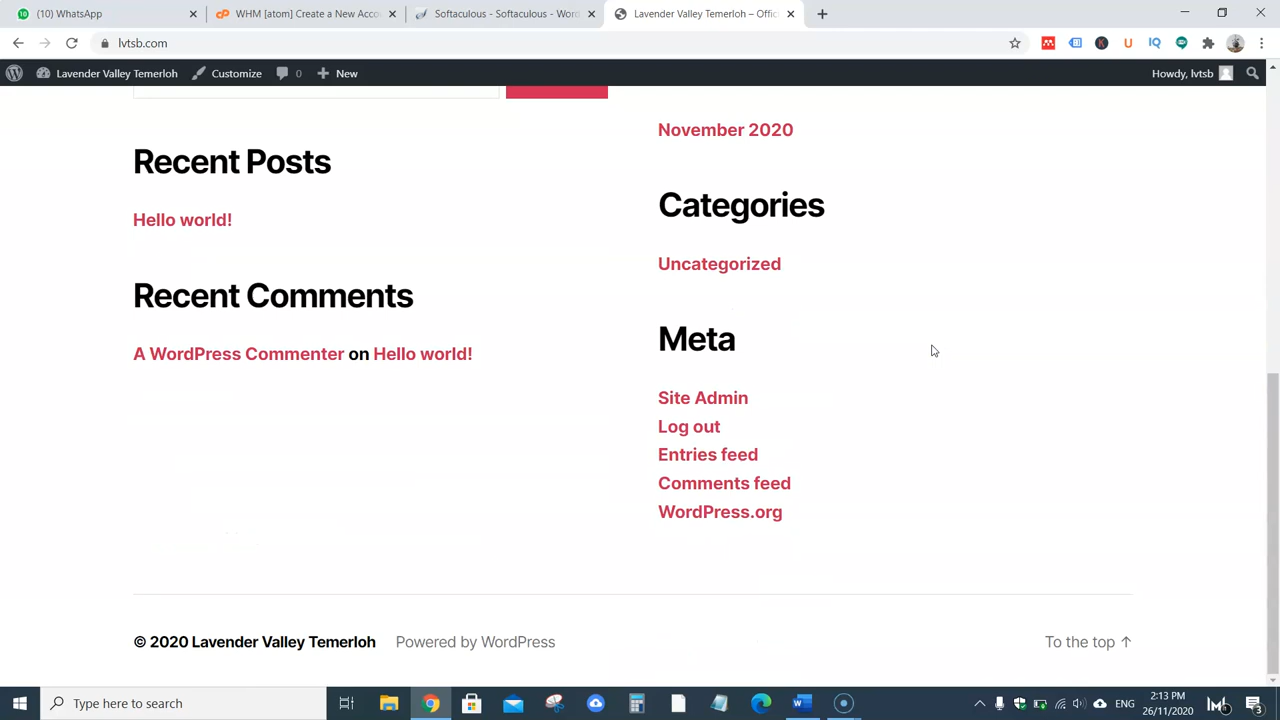 (10) WhatsApp
WHM [atom] Create a New Acco
Softaculous - Softaculous - Wor
Lavender Valley Temerloh – Offic
lvtsb.com
Lavender Valley Temerloh
Customize
0
New
Howdy, lvtsb
November 2020
Recent Posts
Categories
Hello world!
Uncategorized
Recent Comments
Meta
A WordPress Commenter on Hello world!
Site Admin
Log out
Entries feed
Comments feed
WordPress.org
© 2020 Lavender Valley Temerloh
Powered by WordPress
To the top ↑
Type here to search
ENG
2:13 PM
26/11/2020